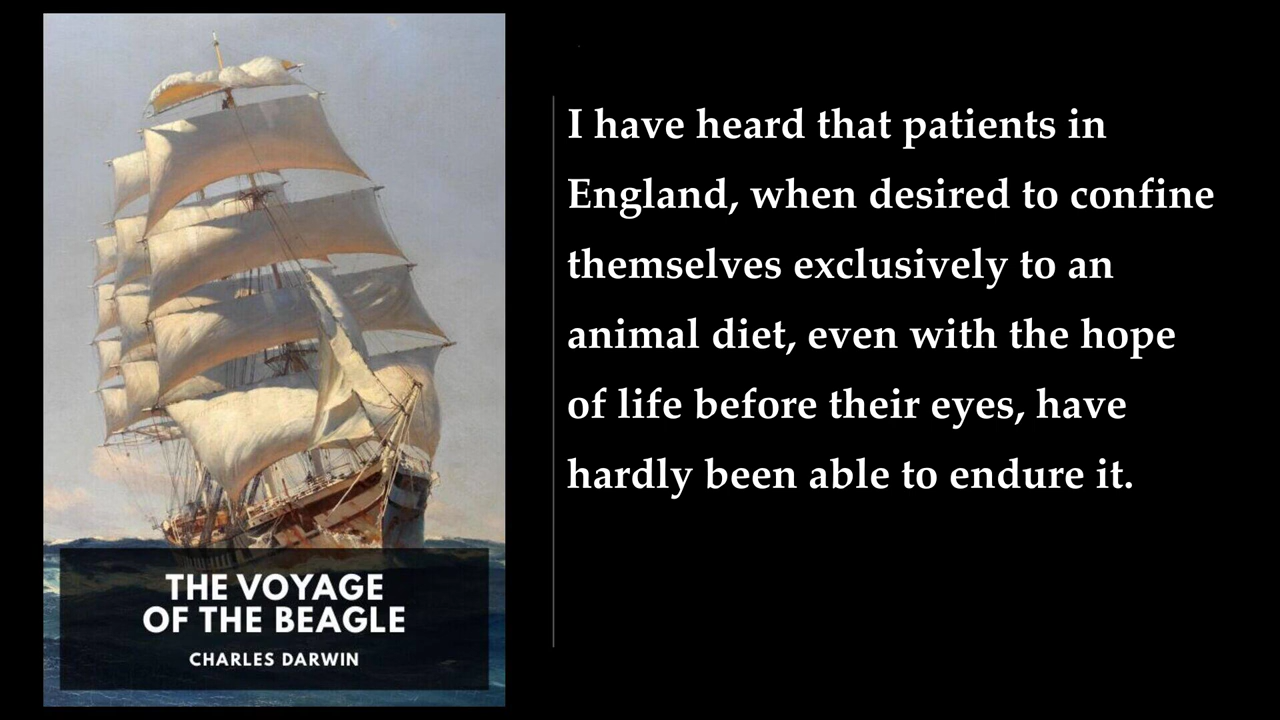 I have heard that patients in
England, when desired to confine
themselves exclusively to an
animal diet, even with the hope
of life before their eyes, have
hardly been able to endure it.
THE VOYAGE
OF THE BEAGLE
CHARLES DARWIN